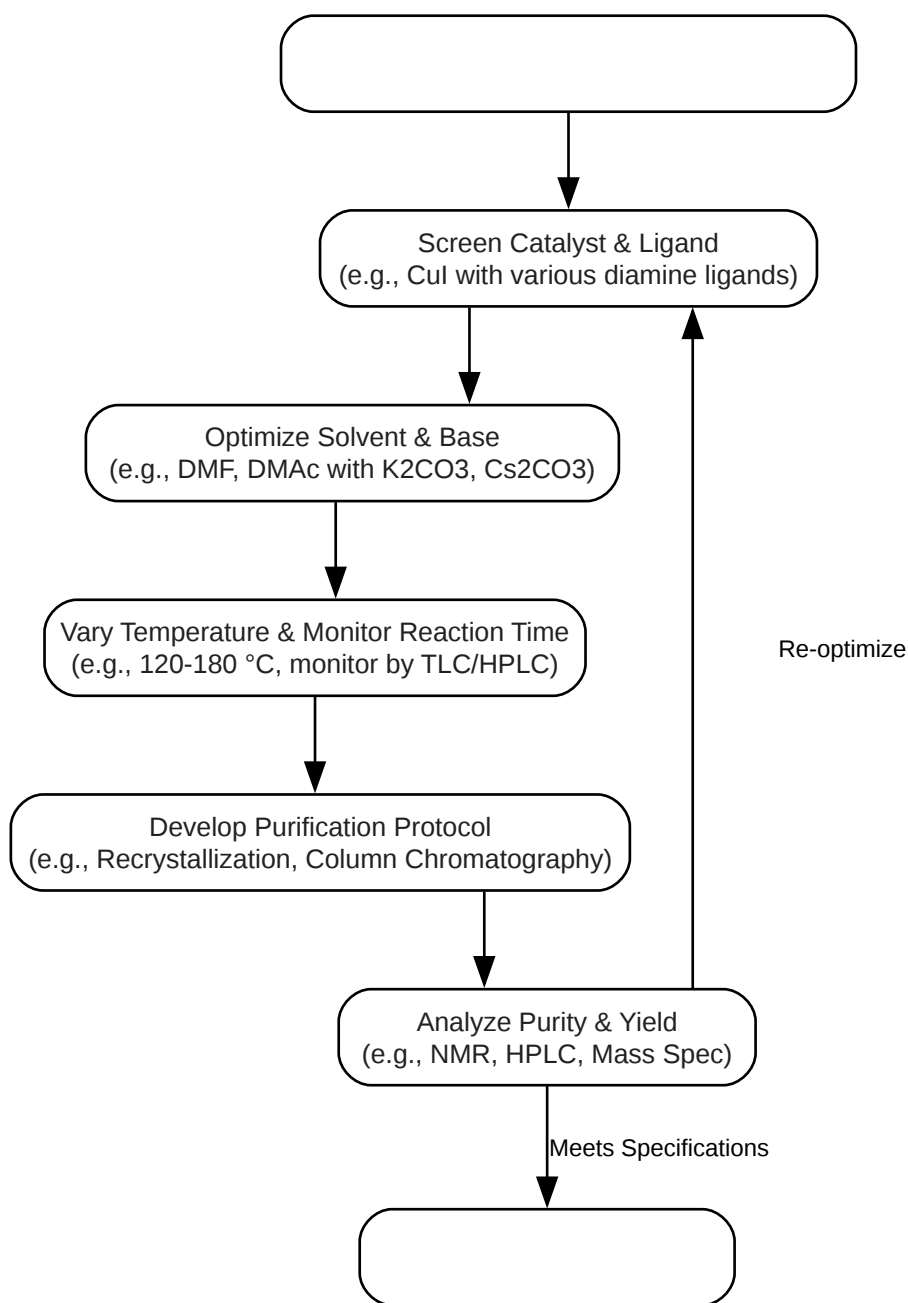 Screen Catalyst & Ligand
(e.g., CuI with various diamine ligands)
Optimize Solvent & Base
(e.g., DMF, DMAc with K2CO3, Cs2CO3)
Vary Temperature & Monitor Reaction Time
(e.g., 120-180 °C, monitor by TLC/HPLC)
Re-optimize
Develop Purification Protocol
(e.g., Recrystallization, Column Chromatography)
Analyze Purity & Yield
(e.g., NMR, HPLC, Mass Spec)
Meets Specifications